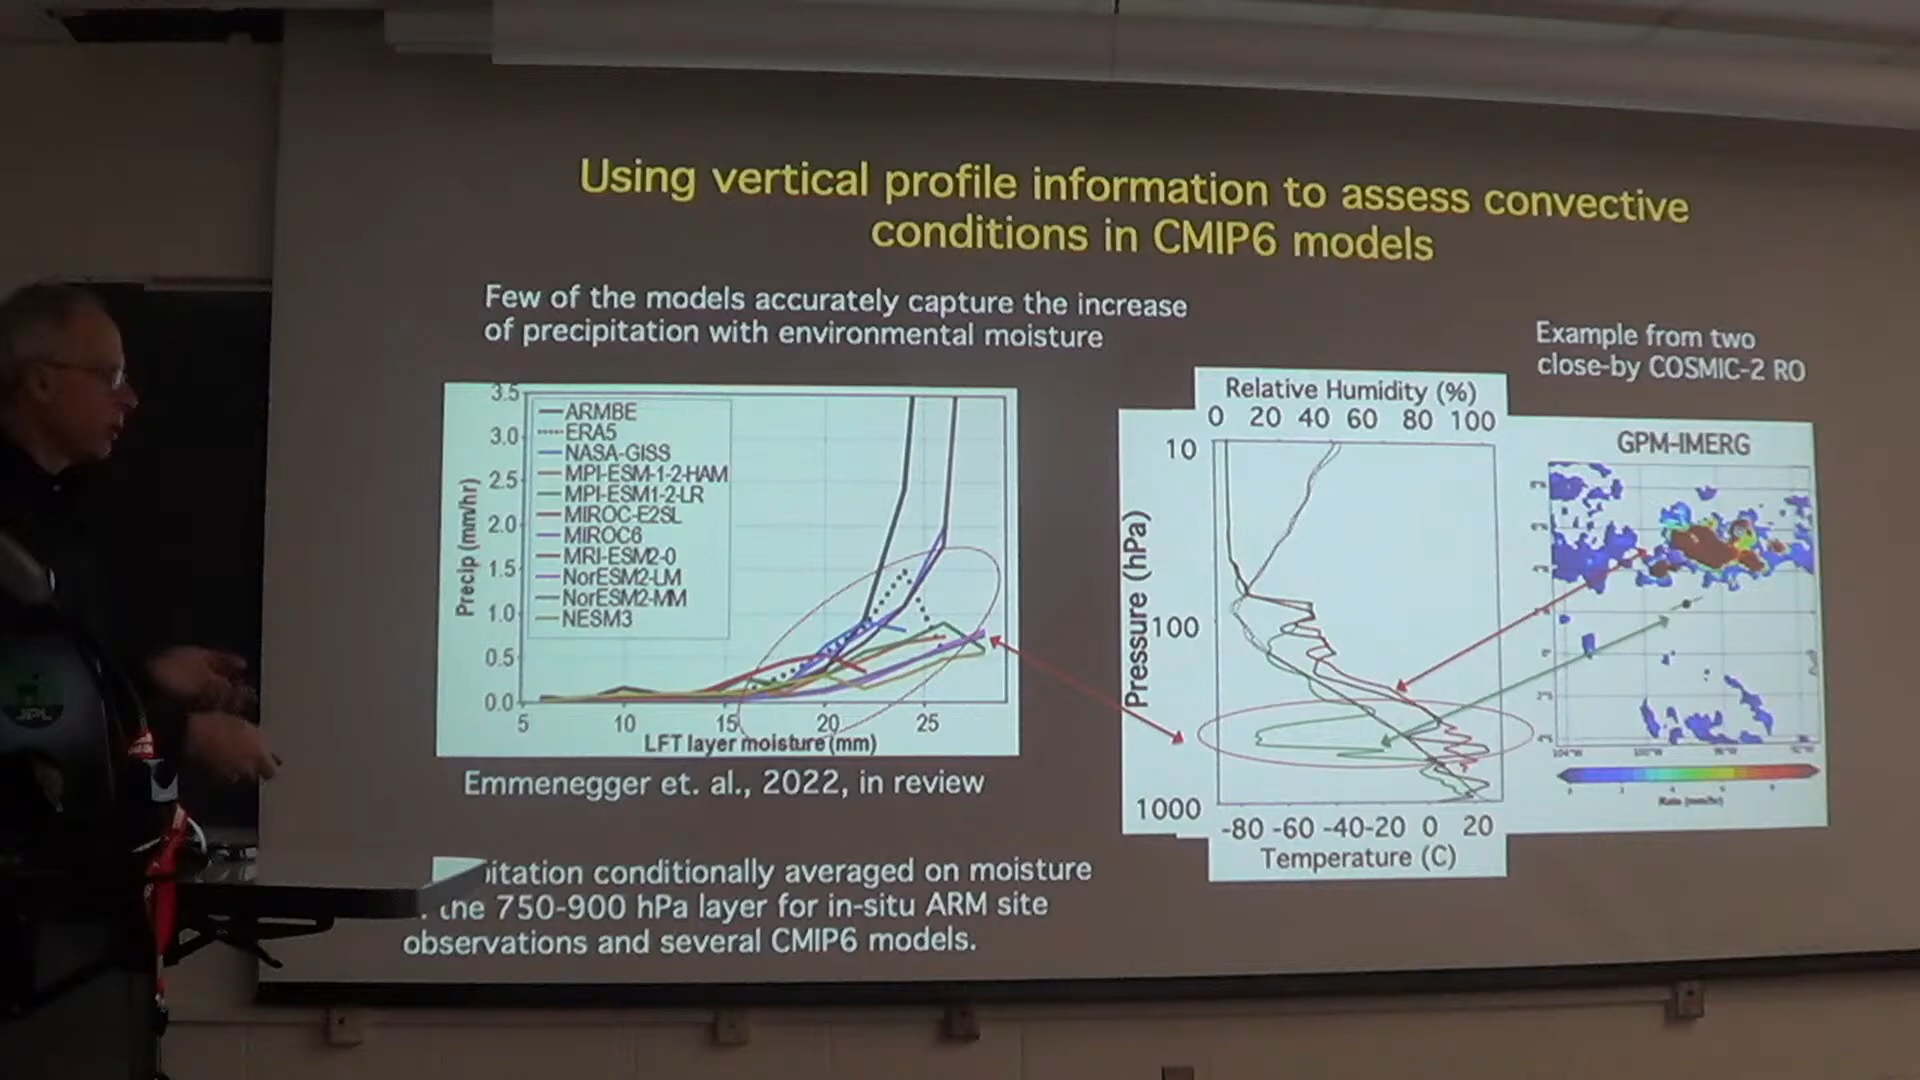 Using vertical profile information to assess convective
conditions in CMIP6 models
Few of the models accurately capture the increase
of precipitation with environmental moisture
Example from two
close-by COSMIC-2 RO
3.5
3.0
2.5
2.0
1.5
1.0
0.5
0.0
Precip (mm/hr)
ARMBE
ERA5
NASA-GISS
MPI-ESM-1-2-HAM
MPI-ESM1-2-LR
MIROC-E2SL
MIROC6
MRI-ESM2-0
NorESM2-LM
NorESM2-MM
NESM3
5 10 15 20 25
LFT layer moisture (mm)
Emmenegger et. al., 2022, in review
Relative Humidity (%)
0 20 40 60 80 100
10
100
1000
Pressure (hPa)
-80 -60 -40 -20 0 20
Temperature (C)
GPM-IMERG
Rate (mm/hr)
itation conditionally averaged on moisture
the 750-900 hPa layer for in-situ ARM site
observations and several CMIP6 models.
JPL